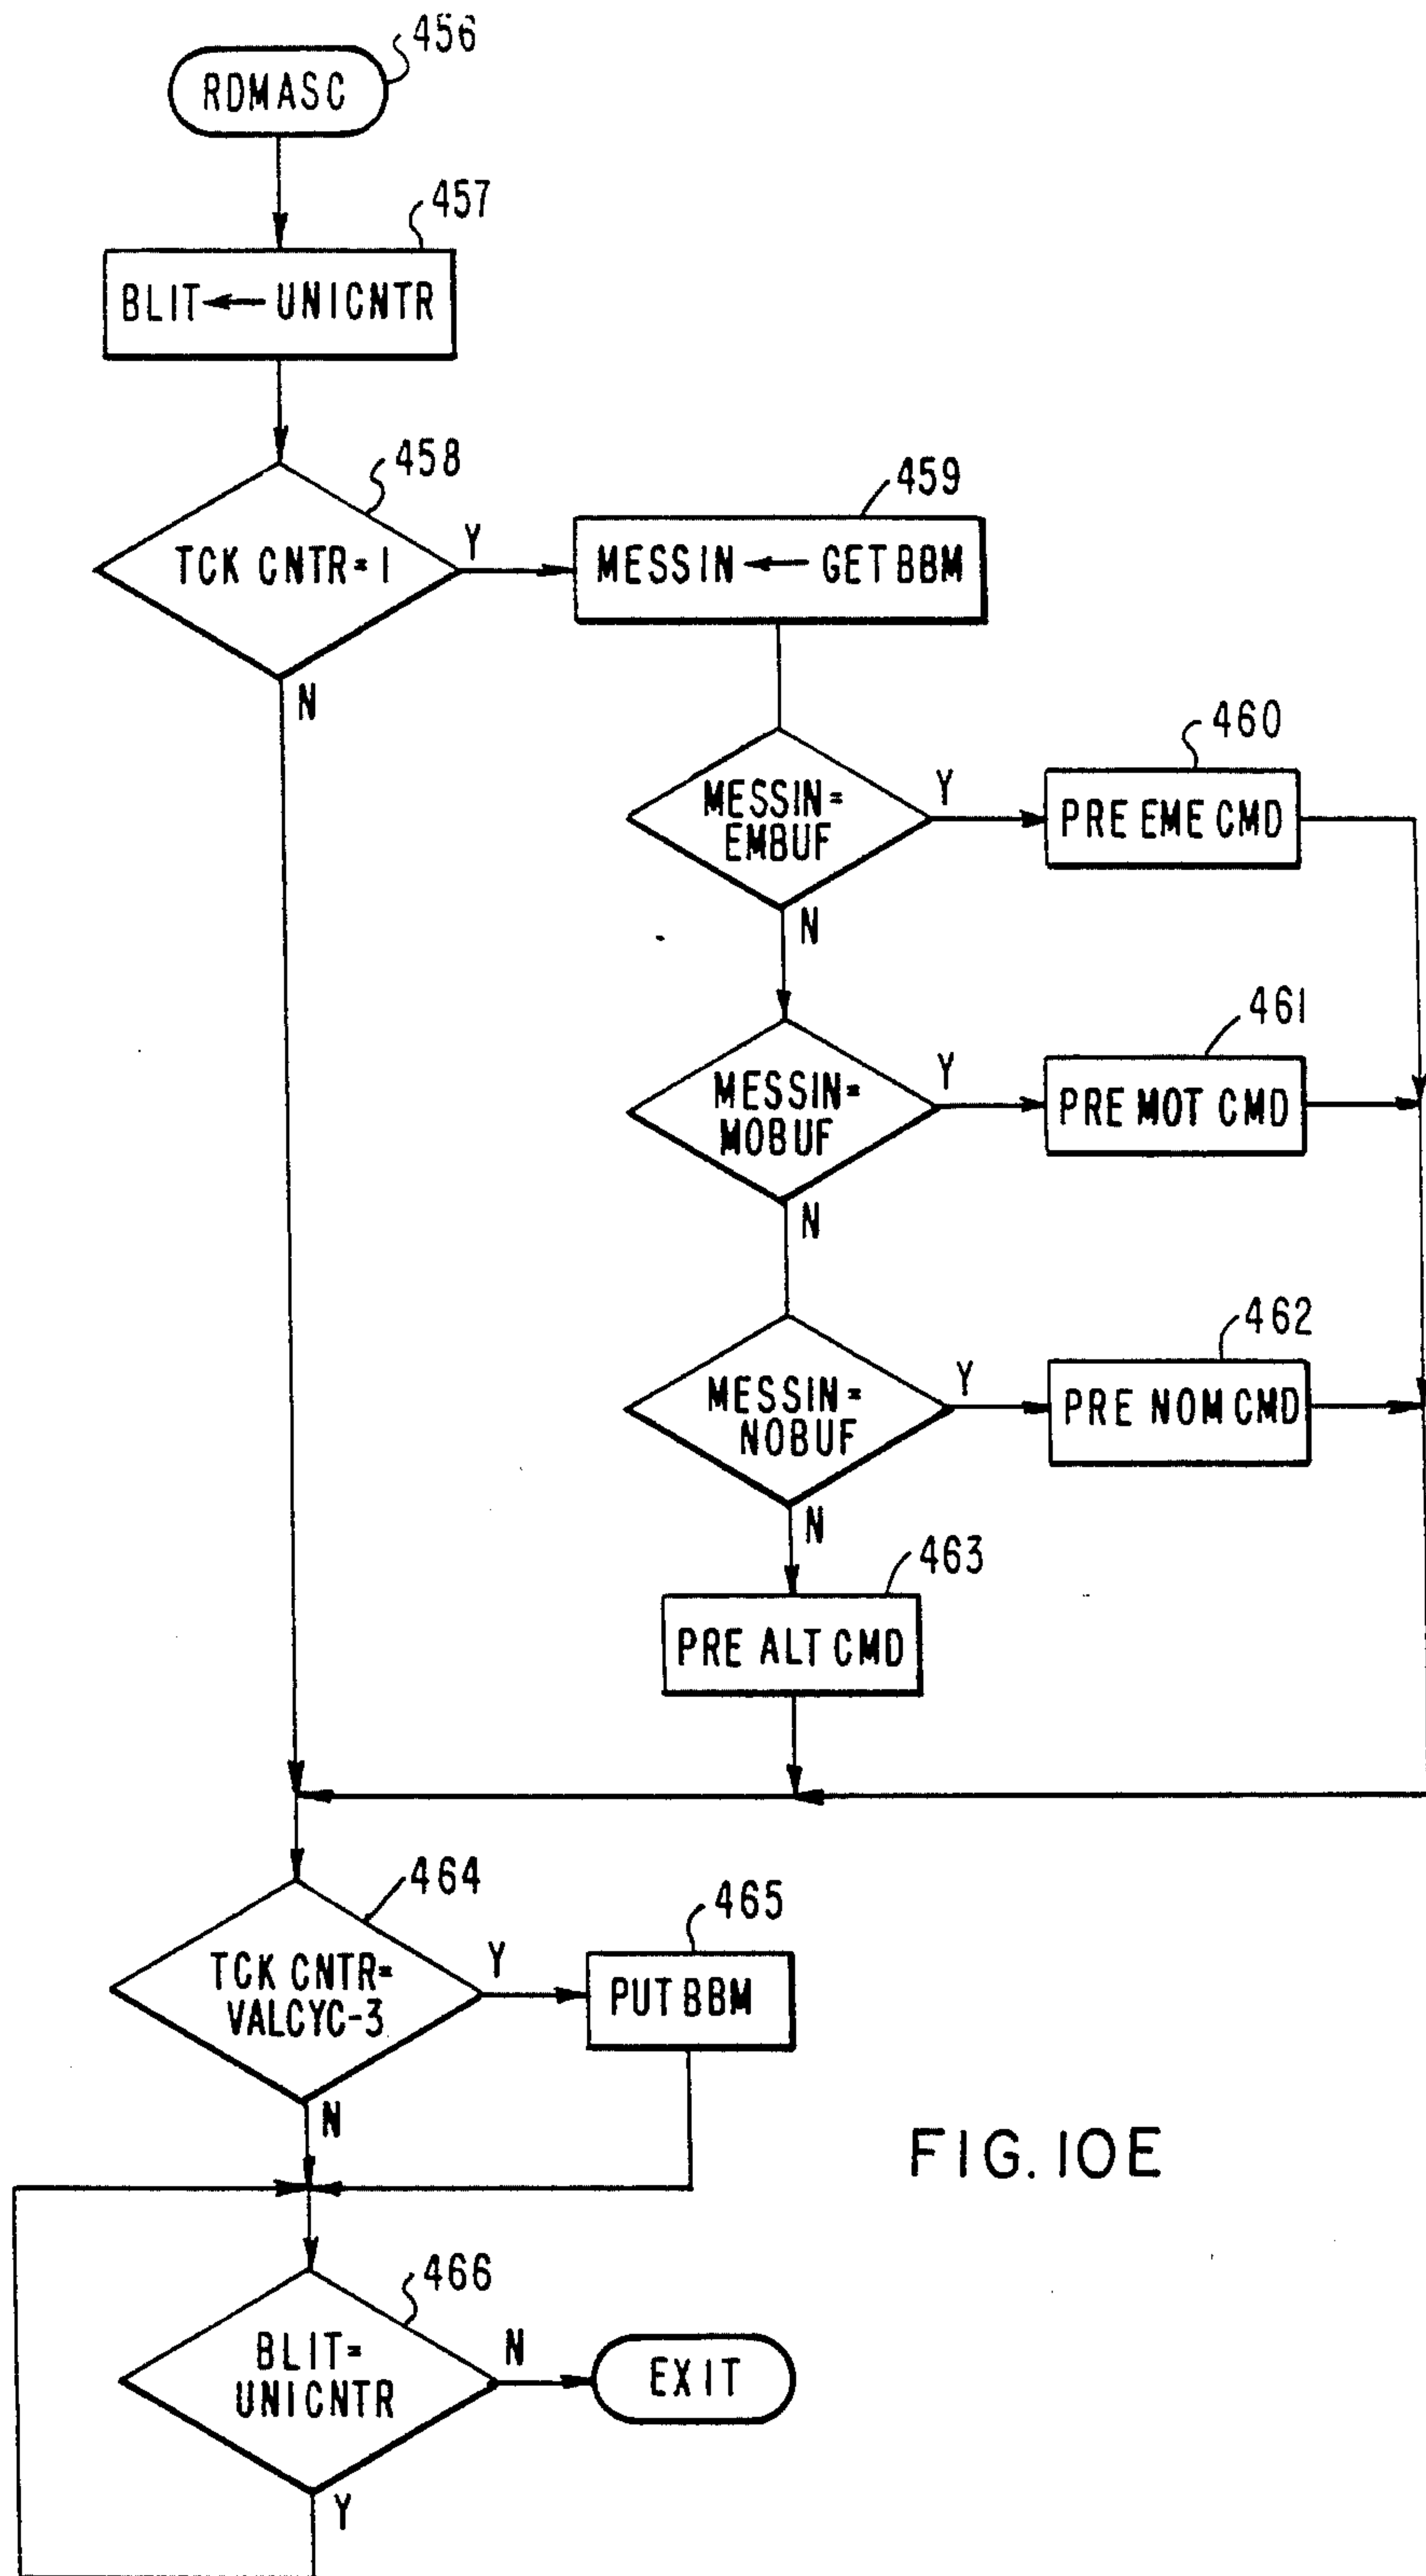 456
RDMASC
457
BLIT ← UNICNTR
458
TCK CNTR=1
Y
N
459
MESSIN ← GETBBM
MESSIN=
EMBUF
Y
N
460
PRE EME CMD
MESSIN=
MOBUF
Y
N
461
PRE MOT CMD
MESSIN=
NOBUF
Y
N
462
PRE NOM CMD
463
PRE ALT CMD
464
TCK CNTR=
VALCYC-3
Y
N
465
PUT BBM
466
BLIT=
UNICNTR
N
Y
EXIT
FIG. 10E